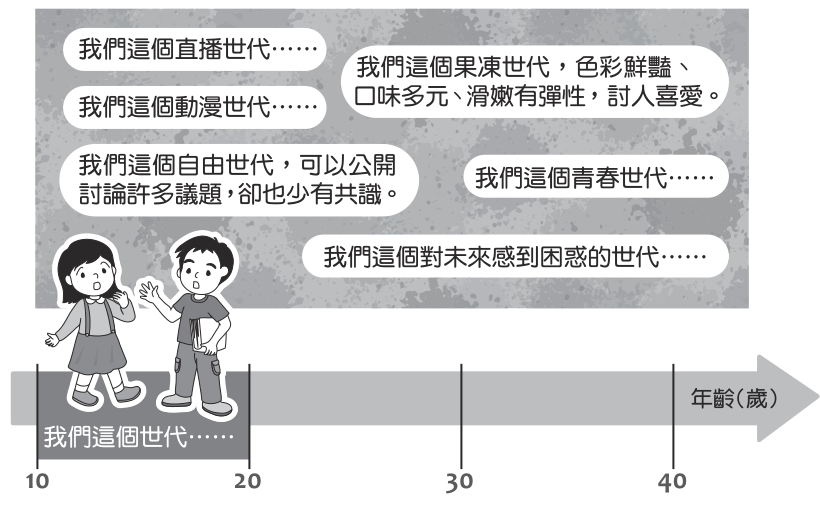 我們這個直播世代……
我們這個動漫世代……
我們這個果凍世代，色彩鮮豔、
口味多元、滑嫩有彈性，討人喜愛。
我們這個自由世代，可以公開
討論許多議題，卻也少有共識。
我們這個青春世代……
我們這個對未來感到困惑的世代……
我們這個世代……
年齡(歲)
10
20
30
40